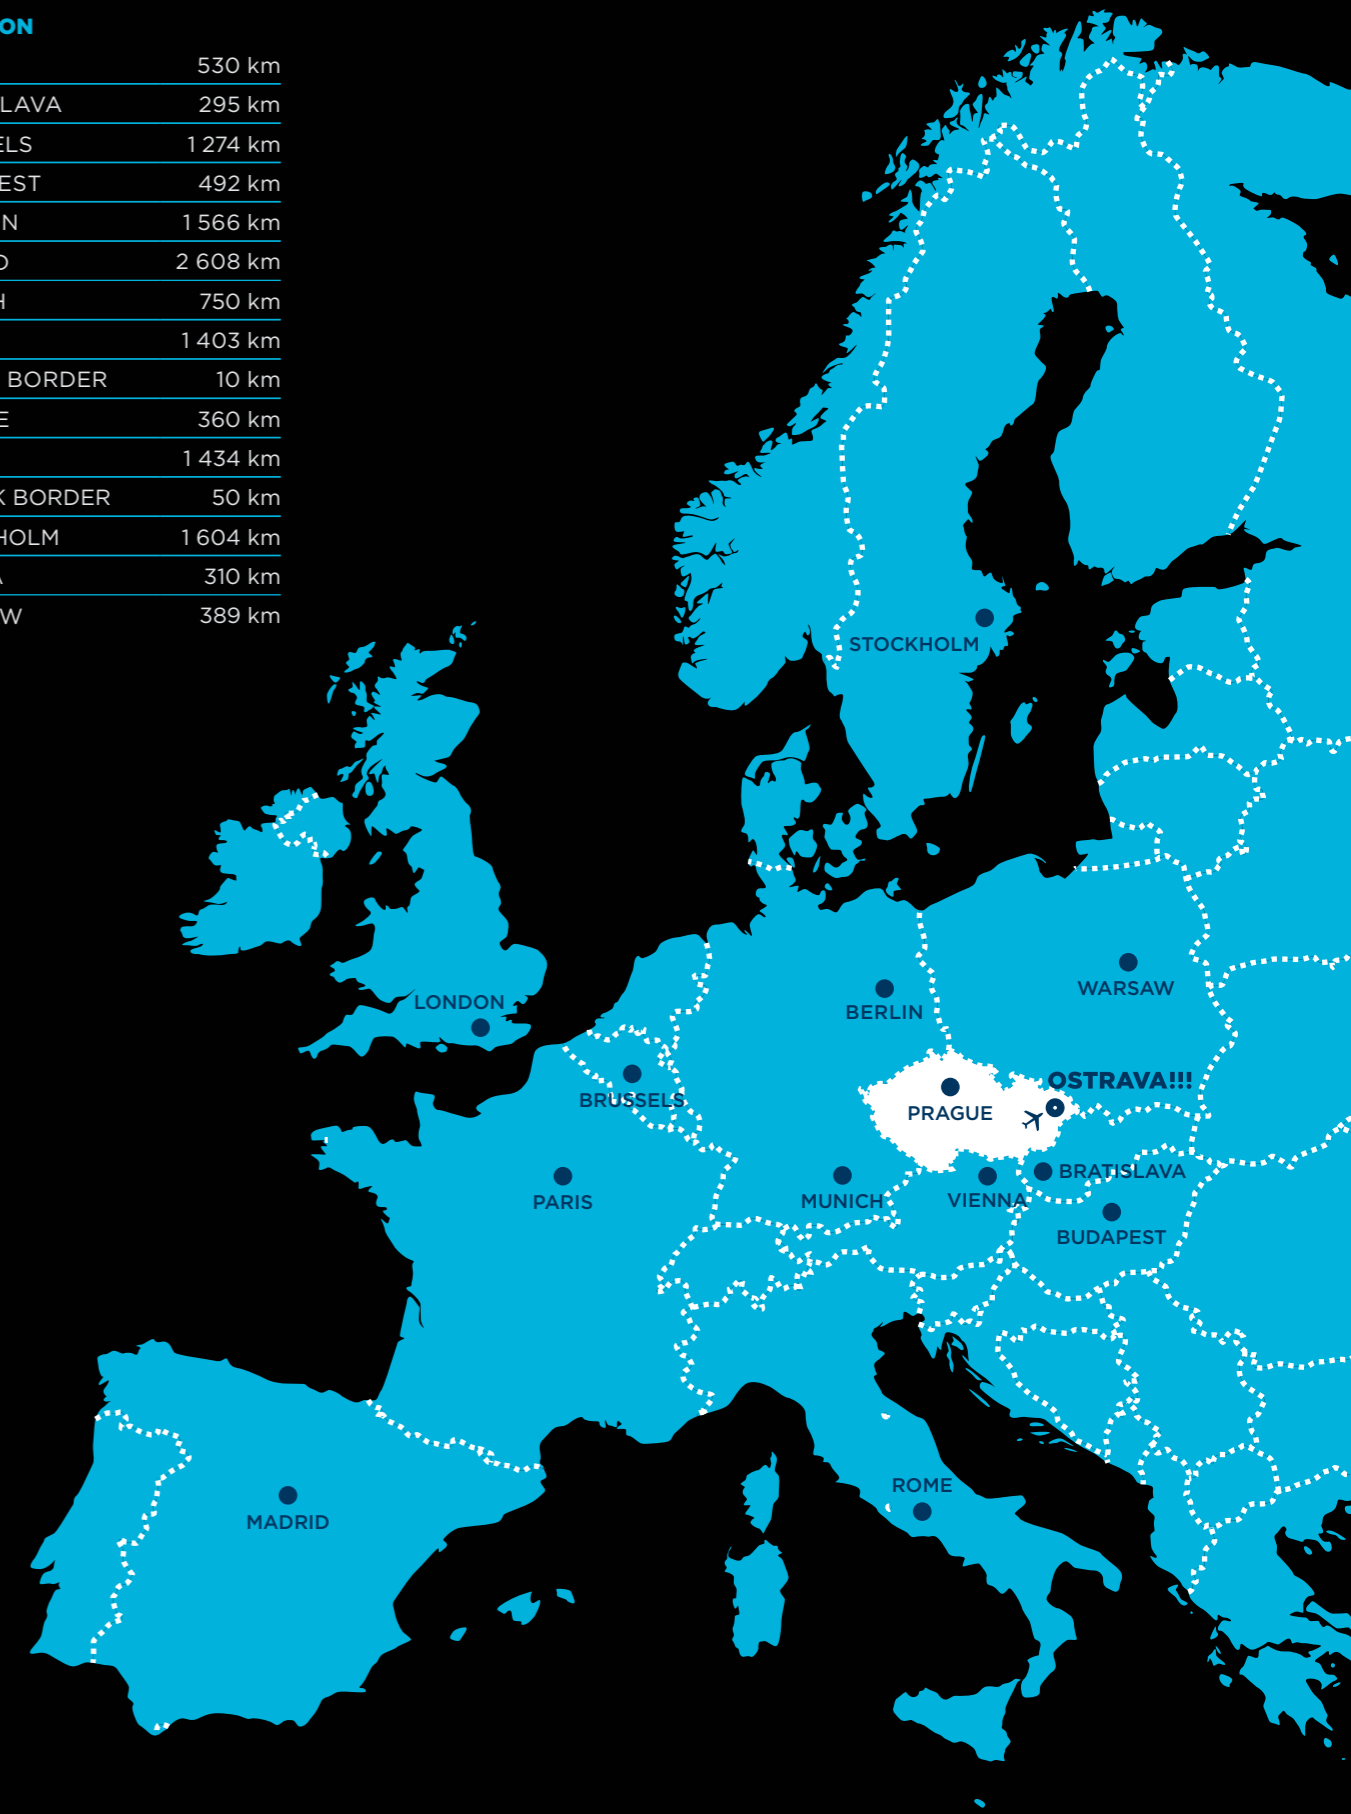 ON
530 km
LAVA 295 km
ELS 1 274 km
EST 492 km
N 1 566 km
O 2 608 km
H 750 km
1 403 km
BORDER 10 km
E 360 km
1 434 km
K BORDER 50 km
HOLM 1 604 km
A 310 km
W 389 km
STOCKHOLM
LONDON
WARSAW
BERLIN
BRUSSELS
OSTRAVA!!!
PRAGUE
BRATISLAVA
PARIS
MUNICH
VIENNA
BUDAPEST
ROME
MADRID